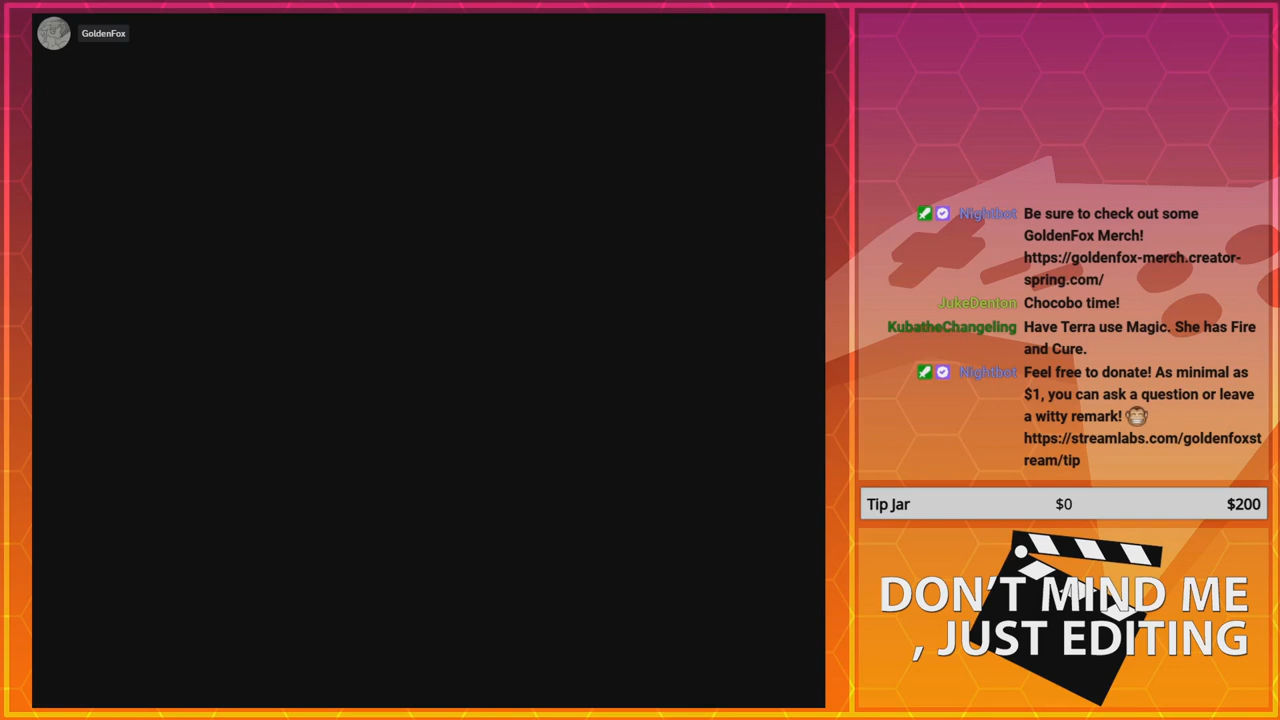 GoldenFox
Nightbot Be sure to check out some
GoldenFox Merch!
https://goldenfox-merch.creator-
spring.com/
JukeDenton Chocobo time!
KubatheChangeling Have Terra use Magic. She has Fire
and Cure.
Nightbot Feel free to donate! As minimal as
$1, you can ask a question or leave
a witty remark!
https://streamlabs.com/goldenfoxst
ream/tip
Tip Jar $0 $200
DON'T MIND ME
, JUST EDITING